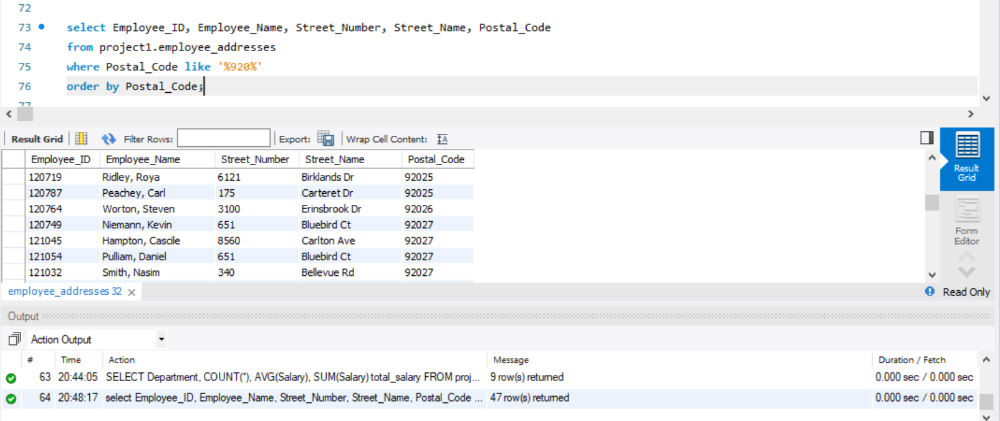 72
73 select Employee_ID, Employee_Name, Street_Number, Street_Name, Postal_Code
74 from project1.employee_addresses
75 where Postal_Code like '%920%'
76 order by Postal_Code;
77
Result Grid Filter Rows: Export: Wrap Cell Content: IA
Employee_ID Employee_Name Street_Number Street_Name Postal_Code
120719 Ridley, Roya 6121 Birklands Dr 92025
120787 Peachey, Carl 175 Carteret Dr 92025
120764 Worton, Steven 3100 Erinsbrook Dr 92026
120749 Niemann, Kevin 651 Bluebird Ct 92027
121045 Hampton, Cascile 8560 Carlton Ave 92027
121054 Pulliam, Daniel 651 Bluebird Ct 92027
121032 Smith, Nasim 340 Bellevue Rd 92027
Result
Grid
Form
Editor
employee_addresses 32
Read Only
Output
Action Output
# Time Action Message Duration / Fetch
63 20:44:05 SELECT Department, COUNT(*), AVG(Salary), SUM(Salary) total_salary FROM proj... 9 row(s) returned 0.000 sec / 0.000 sec
64 20:48:17 select Employee_ID, Employee_Name, Street_Number, Street_Name, Postal_Code ... 47 row(s) returned 0.000 sec / 0.000 sec